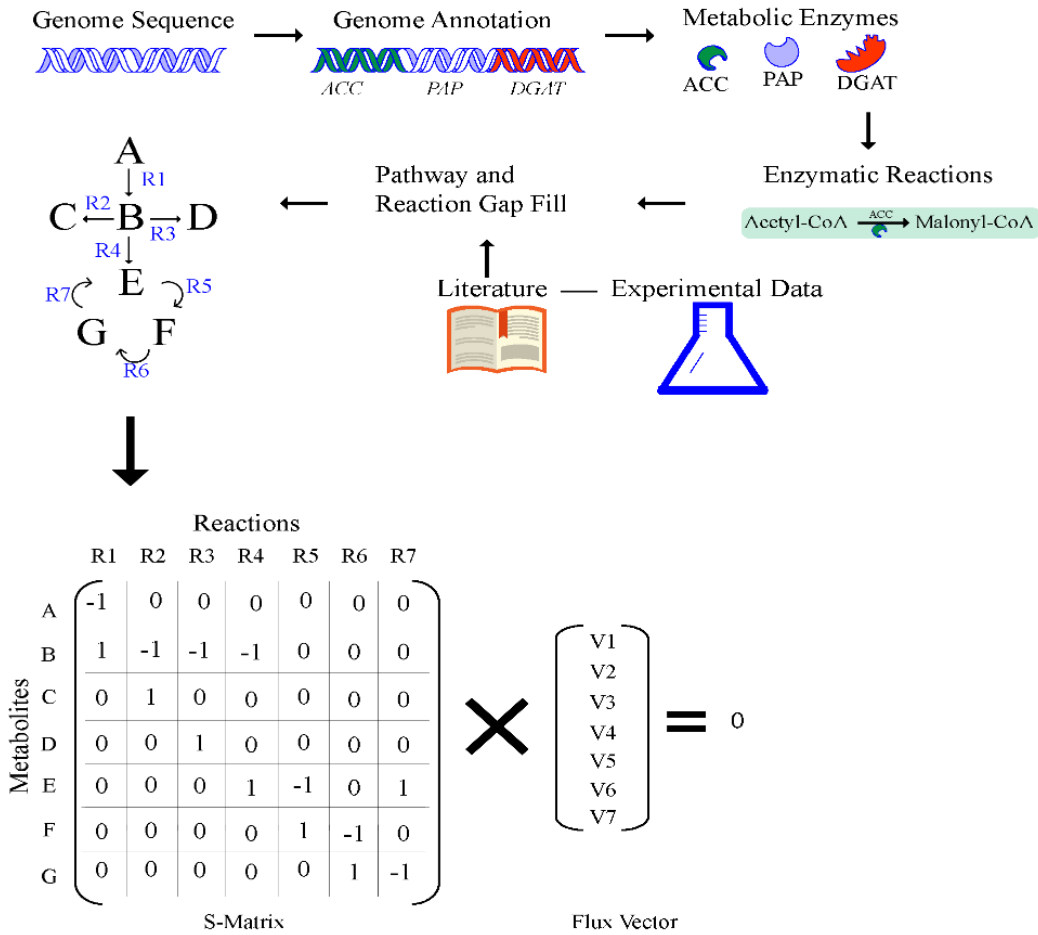 Genome Sequence
Genome Annotation
Metabolic Enzymes
ACC PAP DGAT
ACC
PAP
DGAT
Enzymatic Reactions
Acetyl-CoA ACC Malonyl-CoA
Pathway and
Reaction Gap Fill
Literature
Experimental Data
A
R1
C R2 B R3 D
R4
E
R7 R5
G F
R6
Reactions
R1 R2 R3 R4 R5 R6 R7
Metabolites
A -1 0 0 0 0 0 0
B 1 -1 -1 -1 0 0 0
C 0 1 0 0 0 0 0
D 0 0 1 0 0 0 0
E 0 0 0 1 -1 0 1
F 0 0 0 0 1 -1 0
G 0 0 0 0 0 1 -1
S-Matrix
V1
V2
V3
V4
V5
V6
V7
= 0
Flux Vector